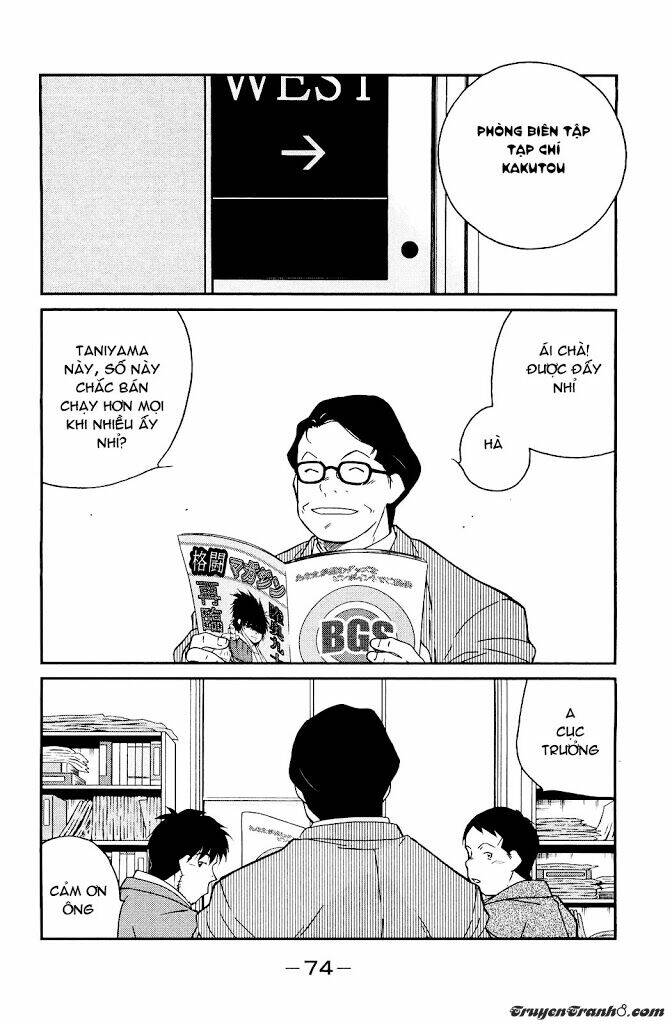 WEST
→
PHÒNG BIÊN TẬP
TẠP CHÍ
KAKUTOU
ÁI CHÀ!
ĐƯỢC ĐẤY
NHỈ
HÀ
TANIYAMA
NÀY, SỐ NÀY
CHẮC BÁN
CHẠY HƠN MỌI
KHI NHIỀU ẤY
NHỈ?
格闘
マガジン
再臨
BGS
A
CỤC
TRƯỞNG
CẢM ƠN
ÔNG
-74-
TruyenTranh8.com